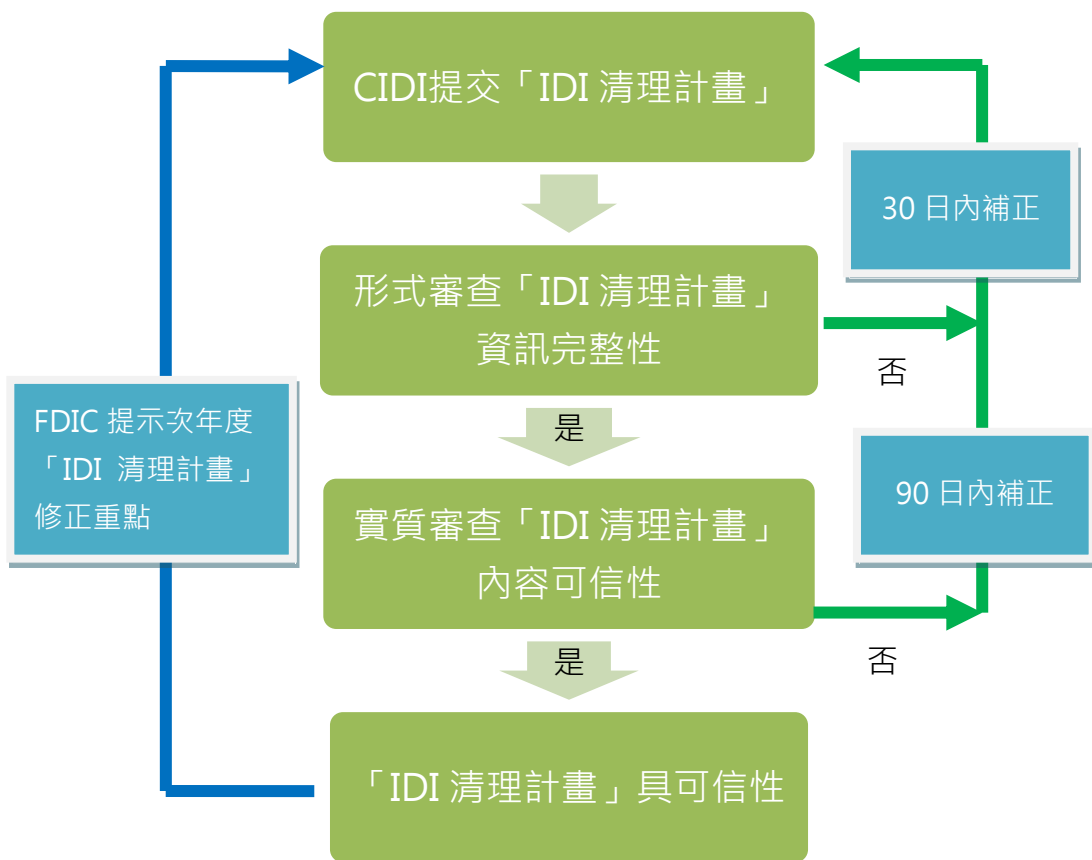 CIDI提交「IDI 清理計畫」
30 日內補正
形式審查「IDI 清理計畫」
資訊完整性
否
是
FDIC 提示次年度
「IDI 清理計畫」
修正重點
實質審查「IDI 清理計畫」
內容可信性
90 日內補正
否
是
「IDI 清理計畫」具可信性